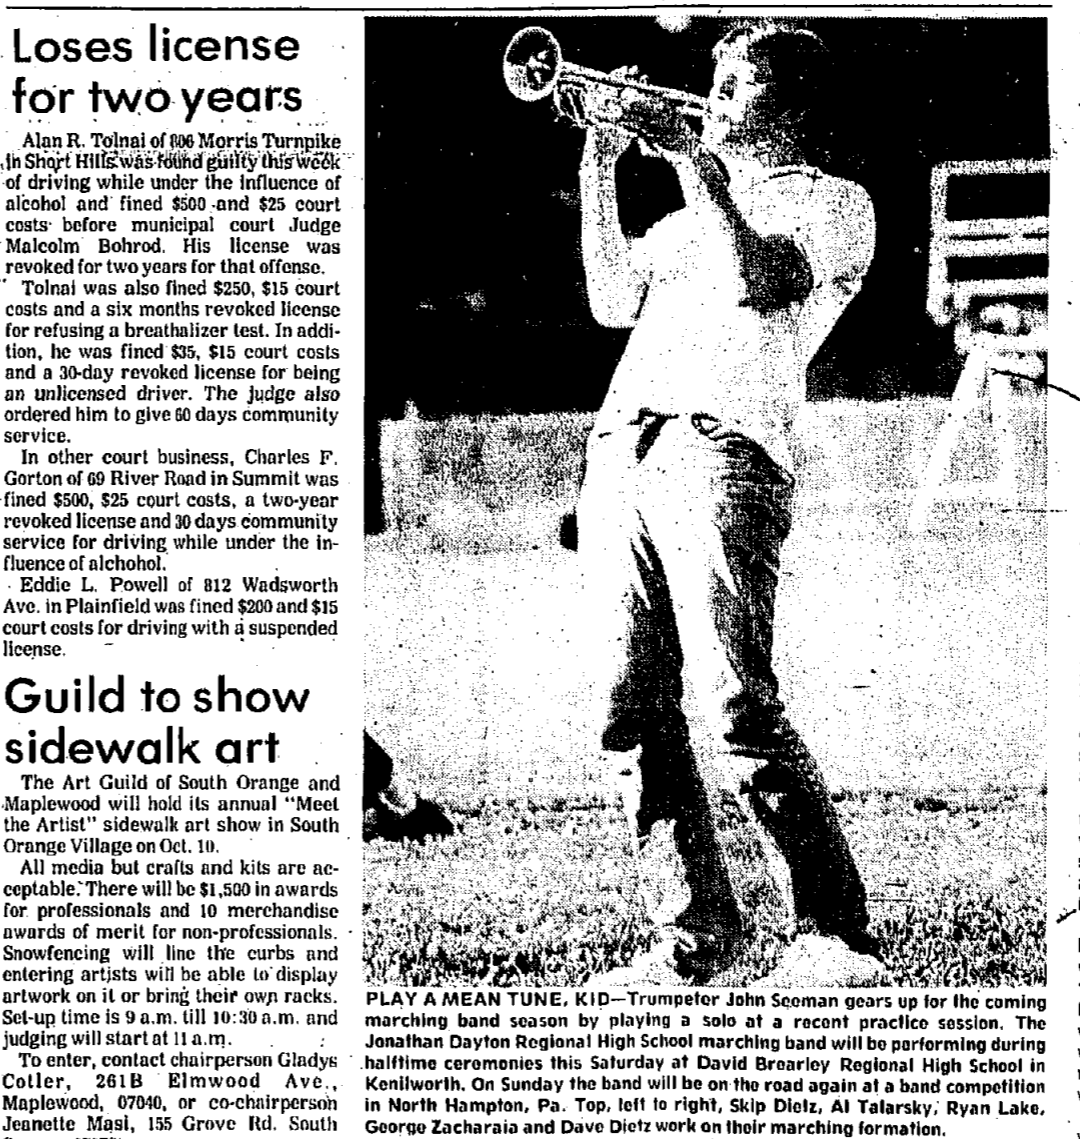 Loses license
for two years
Alan R. Tolnai of 806 Morris Turnpike
in Short Hills was found guilty this week
of driving while under the influence of
alcohol and fined $500 and $25 court
costs before municipal court Judge
Malcolm Bohrod. His license was
revoked for two years for that offense.
Tolnai was also fined $250, $15 court
costs and a six months revoked license
for refusing a breathalizer test. In addi-
tion, he was fined $35, $15 court costs
and a 30-day revoked license for being
an unlicensed driver. The judge also
ordered him to give 60 days community
service.
In other court business, Charles F.
Gorton of 69 River Road in Summit was
fined $500, $25 court costs, a two-year
revoked license and 30 days community
service for driving while under the in-
fluence of alchohol.
Eddie L. Powell of 812 Wadsworth
Ave. in Plainfield was fined $200 and $15
court costs for driving with a suspended
license.
Guild to show
sidewalk art
The Art Guild of South Orange and
Maplewood will hold its annual "Meet
the Artist" sidewalk art show in South
Orange Village on Oct. 10.
All media but crafts and kits are ac-
ceptable. There will be $1,500 in awards
for professionals and 10 merchandise
awards of merit for non-professionals.
Snowfencing will line the curbs and
entering artists will be able to display
artwork on it or bring their own racks.
Set-up time is 9 a.m. till 10:30 a.m. and
judging will start at 11 a.m.
To enter, contact chairperson Gladys
Cotler, 261B Elmwood Ave.,
Maplewood, 07040, or co-chairperson
Jeanette Masi, 155 Grove Rd. South
PLAY A MEAN TUNE, KID—Trumpeter John Seeman gears up for the coming
marching band season by playing a solo at a recent practice session. The
Jonathan Dayton Regional High School marching band will be performing during
halftime ceremonies this Saturday at David Brearley Regional High School in
Kenilworth. On Sunday the band will be on the road again at a band competition
in North Hampton, Pa. Top, left to right, Skip Dietz, Al Talarsky, Ryan Lake,
George Zacharaia and Dave Dietz work on their marching formation.